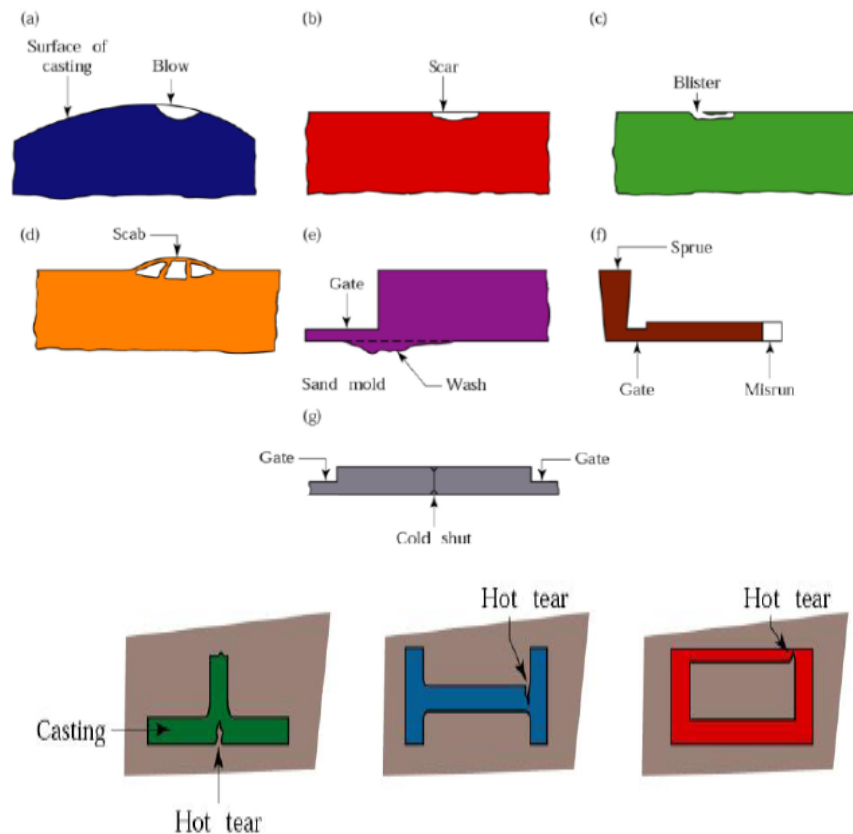 (a)
(b)
(c)
Surface of
casting
Blow
Scar
Blister
(d)
Scab
(e)
Gate
Sand mold
Wash
(f)
Sprue
Gate
Misrun
(g)
Gate
Gate
Cold shut
Hot tear
Hot tear
Casting
Hot tear